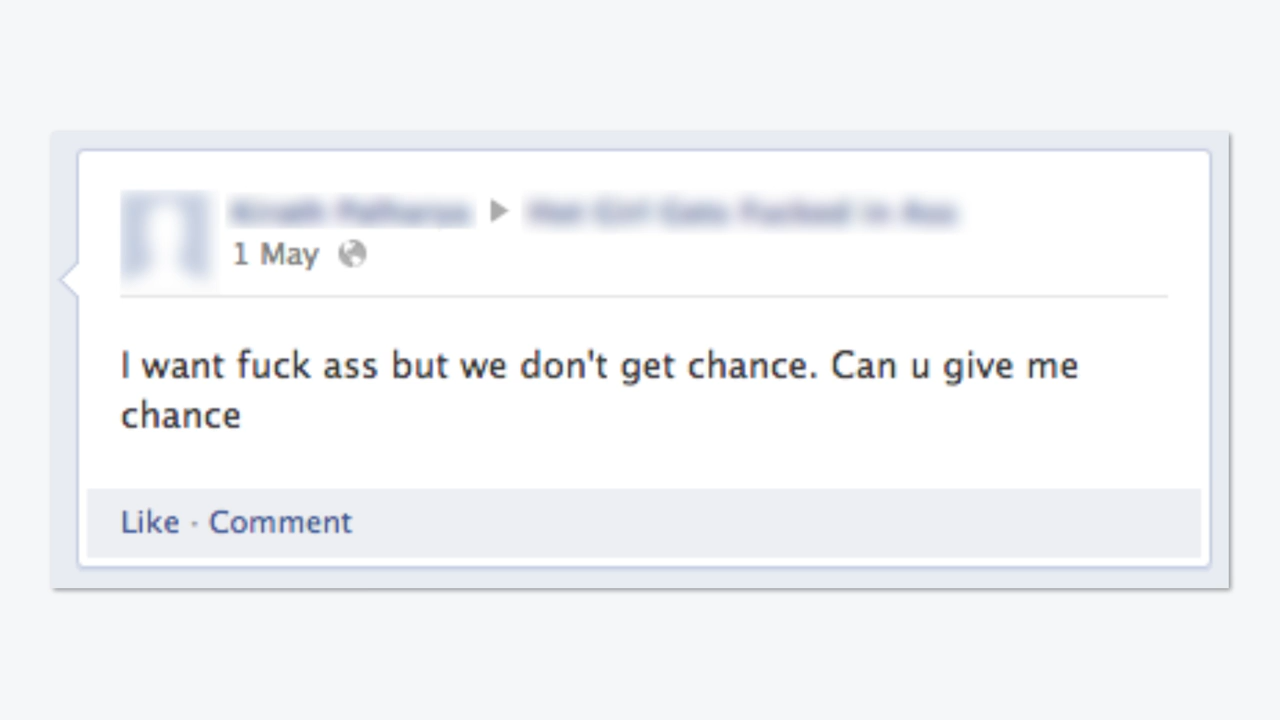 1 May
I want fuck ass but we don't get chance. Can u give me
chance
Like · Comment